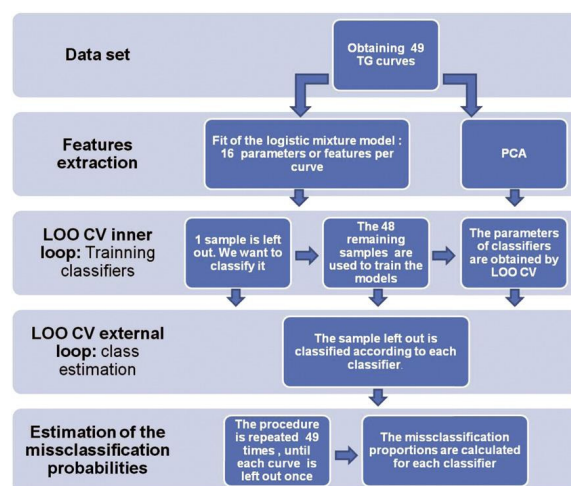 Data set
Obtaining 49
TG curves
Features
extraction
Fit of the logistic mixture model :
16 parameters or features per
curve
PCA
LOO CV inner
loop: Trainning
classifiers
1 sample is left
out. We want to
classify it
The 48
remaining
samples are
used to train the
models
The parameters
of classifiers
are obtained by
LOO CV
LOO CV external
loop: class
estimation
The sample left out is
classified according to each
classifier.
Estimation of the
missclassification
probabilities
The procedure
is repeated 49
times , until
each curve is
left out once
The missclassification
proportions are calculated
for each classifier